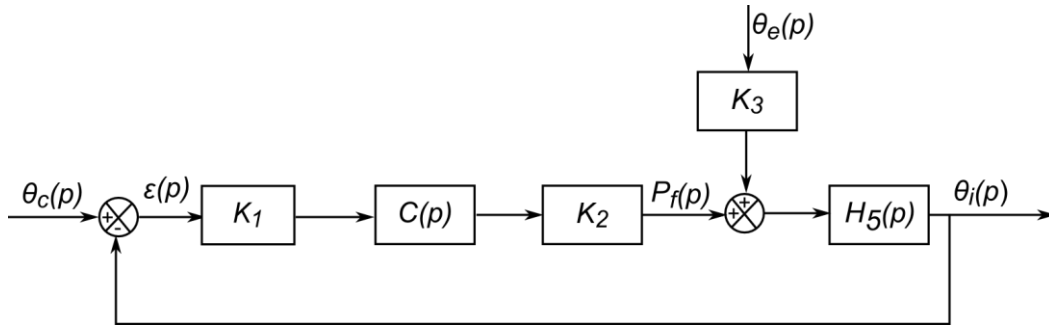 θe(p)
K3
θc(p)
+
-
ε(p)
K1
C(p)
K2
Pf(p)
+
+
H5(p)
θi(p)